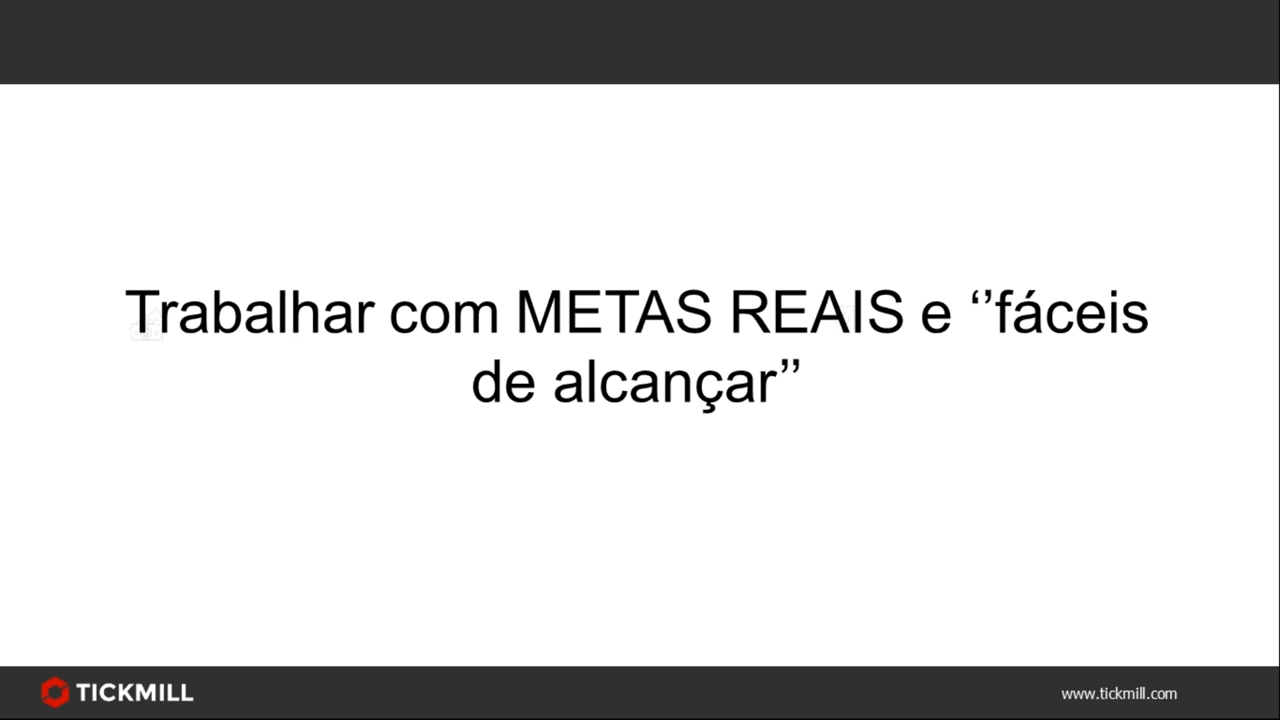 Trabalhar com METAS REAIS e ‘’fáceis
de alcançar’’
TICKMILL
www.tickmill.com